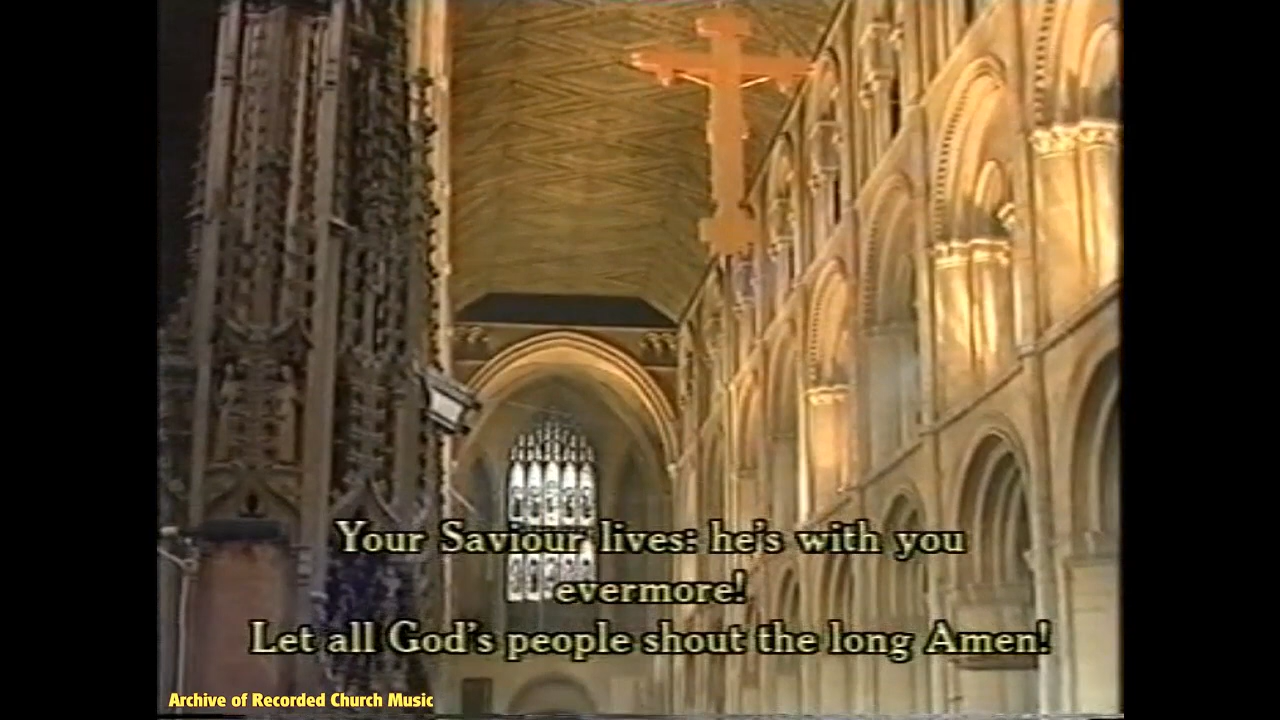 Your Saviour lives: he's with you
evermore!
Let all God's people shout the long Amen!
Archive of Recorded Church Music